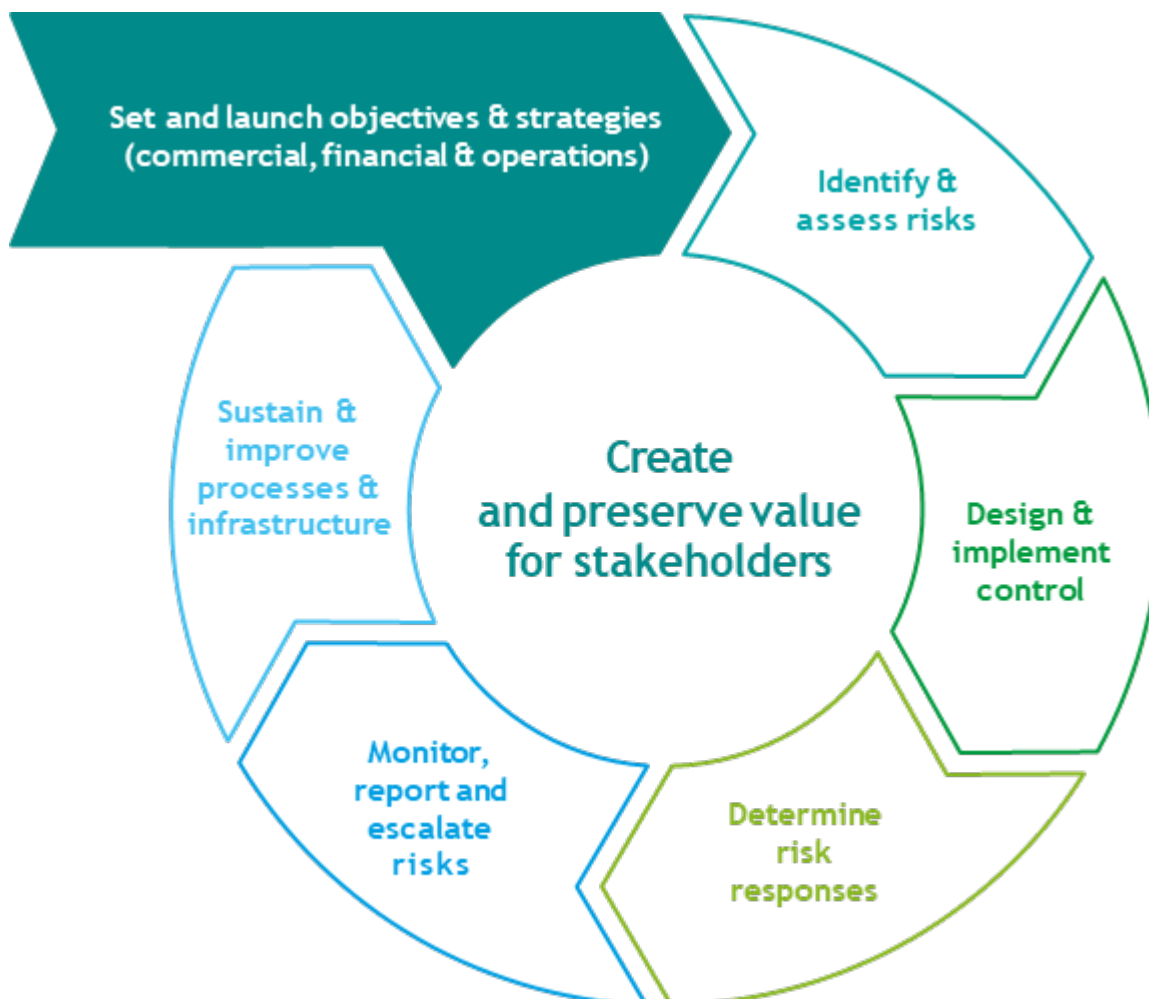 Set and launch objectives & strategies
(commercial, financial & operations)
Identify &
assess risks
Design &
implement
control
Determine
risk
responses
Monitor,
report and
escalate
risks
Sustain &
improve
processes &
infrastructure
Create
and preserve value
for stakeholders